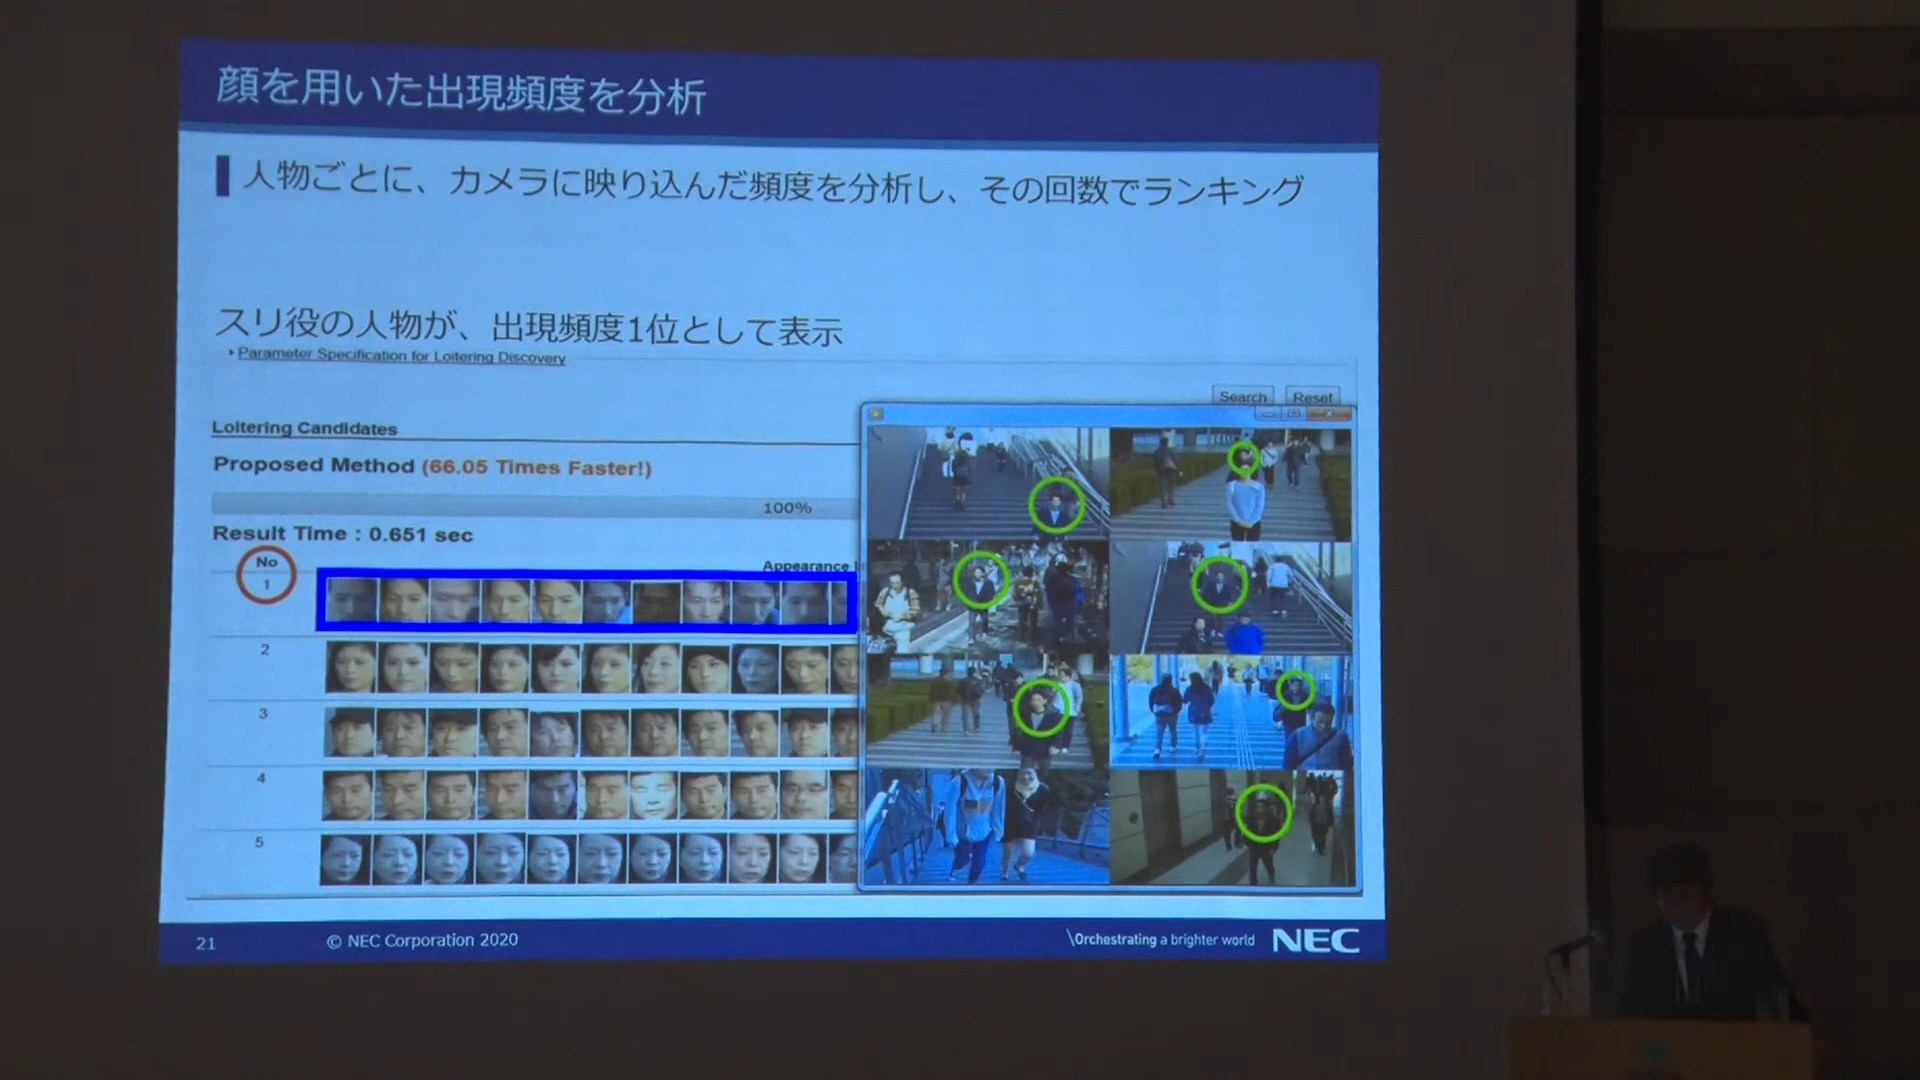 顔を用いた出現頻度を分析
人物ごとに、カメラに映り込んだ頻度を分析し、その回数でランキング
スリ役の人物が、出現頻度1位として表示
Parameter Specification for Loitering Discovery
Search Reset
Loitering Candidates
Proposed Method (66.05 Times Faster!)
100%
Result Time : 0.651 sec
No
Appearance
1
2
3
4
5
21
© NEC Corporation 2020
\Orchestrating a brighter world
NEC